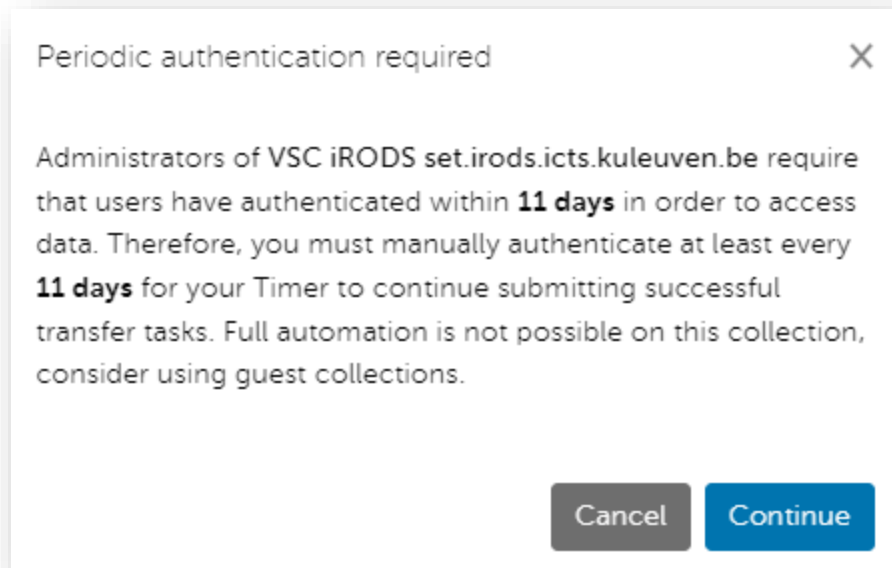 Periodic authentication required
Administrators of VSC iRODS set.irods.icts.kuleuven.be require
that users have authenticated within 11 days in order to access
data. Therefore, you must manually authenticate at least every
11 days for your Timer to continue submitting successful
transfer tasks. Full automation is not possible on this collection,
consider using guest collections.
Cancel Continue